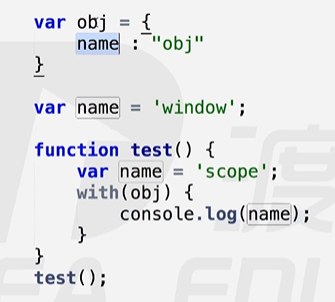 var obj = {
name : "obj"
}
var name = 'window';
function test() {
var name = 'scope';
with(obj) {
console.log(name);
}
}
test();